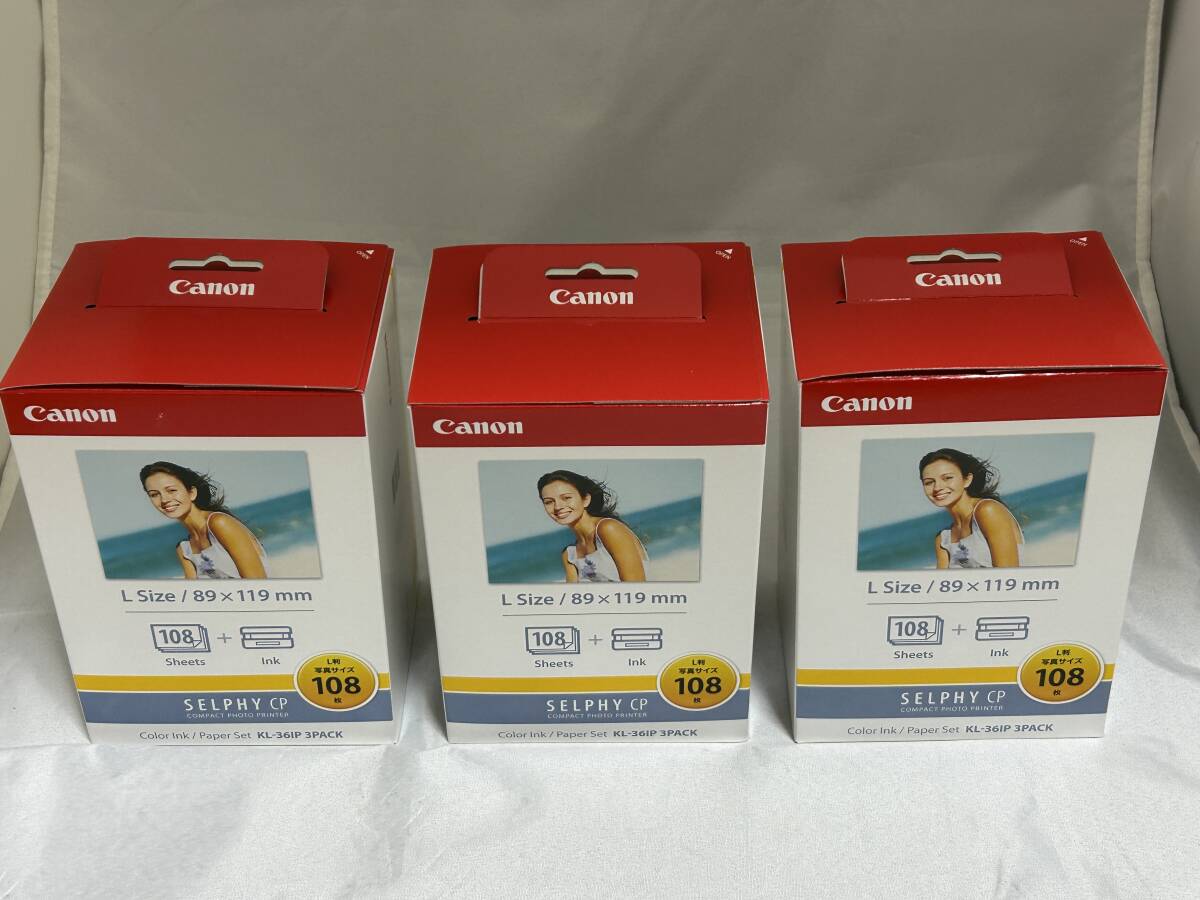 OPEN
Canon
Canon
L Size / 89×119 mm
108
+
Sheets
Ink
L判
写真サイズ
108
枚
SELPHY CP
COMPACT PHOTO PRINTER
Color Ink / Paper Set KL-36IP 3PACK
OPEN
Canon
Canon
L Size / 89×119 mm
108
+
Sheets
Ink
L判
写真サイズ
108
枚
SELPHY CP
COMPACT PHOTO PRINTER
Color Ink / Paper Set KL-36IP 3PACK
OPEN
Canon
Canon
L Size / 89×119 mm
108
+
Sheets
Ink
L判
写真サイズ
108
枚
SELPHY CP
COMPACT PHOTO PRINTER
Color Ink / Paper Set KL-36IP 3PACK